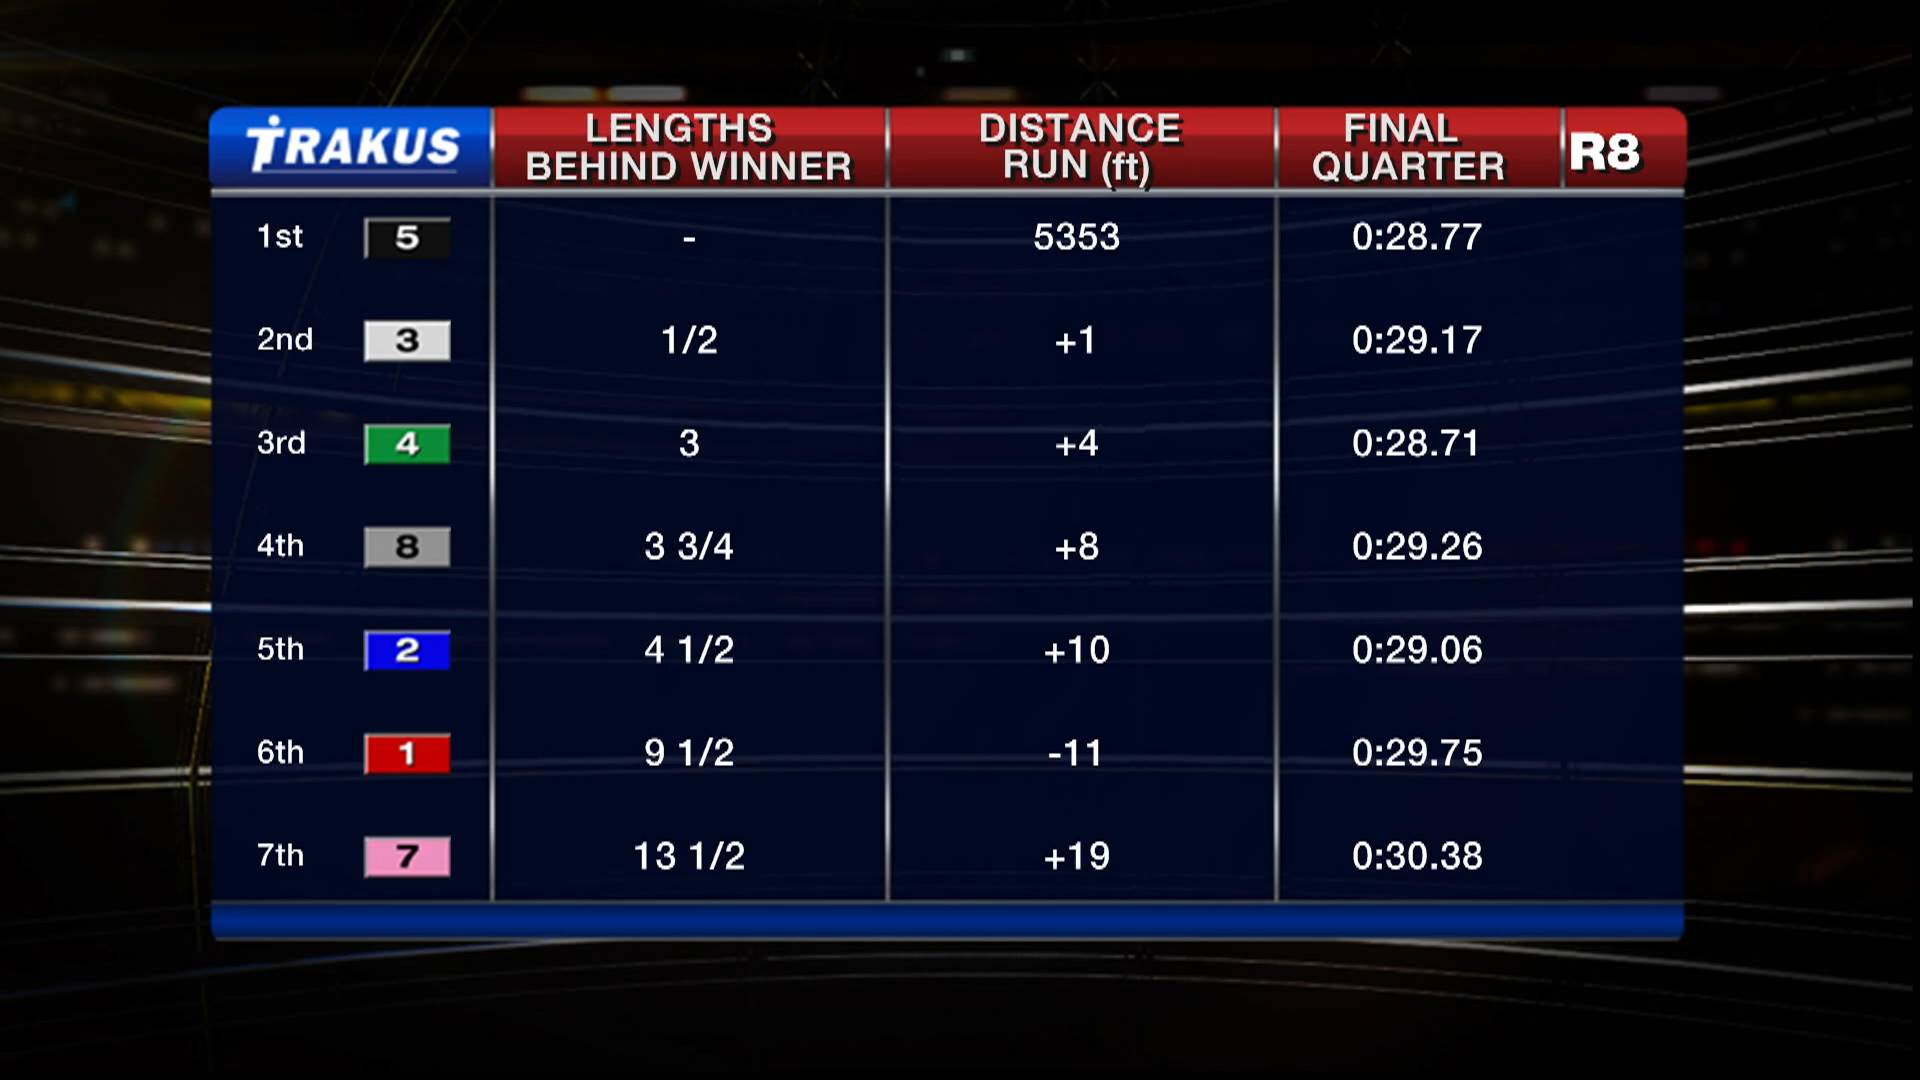 TRAKUS
LENGTHS BEHIND WINNER
DISTANCE RUN (ft)
FINAL QUARTER
R8
1st 5 - 5353 0:28.77
2nd 3 1/2 +1 0:29.17
3rd 4 3 +4 0:28.71
4th 8 3 3/4 +8 0:29.26
5th 2 4 1/2 +10 0:29.06
6th 1 9 1/2 -11 0:29.75
7th 7 13 1/2 +19 0:30.38